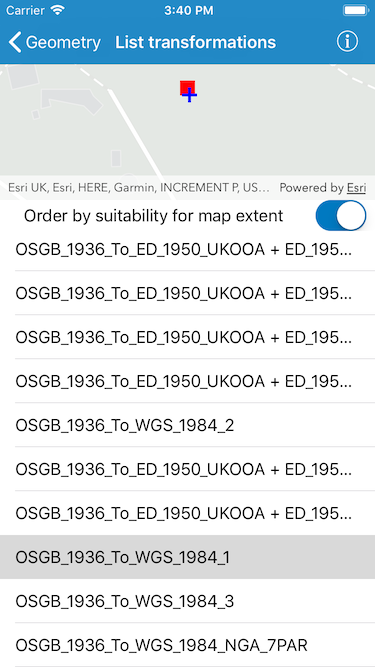 Carrier 3:40 PM
Geometry List transformations
Esri UK, Esri, HERE, Garmin, INCREMENT P, US... Powered by Esri
Order by suitability for map extent
OSGB_1936_To_ED_1950_UKOOA + ED_195...
OSGB_1936_To_ED_1950_UKOOA + ED_195...
OSGB_1936_To_ED_1950_UKOOA + ED_195...
OSGB_1936_To_ED_1950_UKOOA + ED_195...
OSGB_1936_To_WGS_1984_2
OSGB_1936_To_ED_1950_UKOOA + ED_195...
OSGB_1936_To_ED_1950_UKOOA + ED_195...
OSGB_1936_To_WGS_1984_1
OSGB_1936_To_WGS_1984_3
OSGB_1936_To_WGS_1984_NGA_7PAR